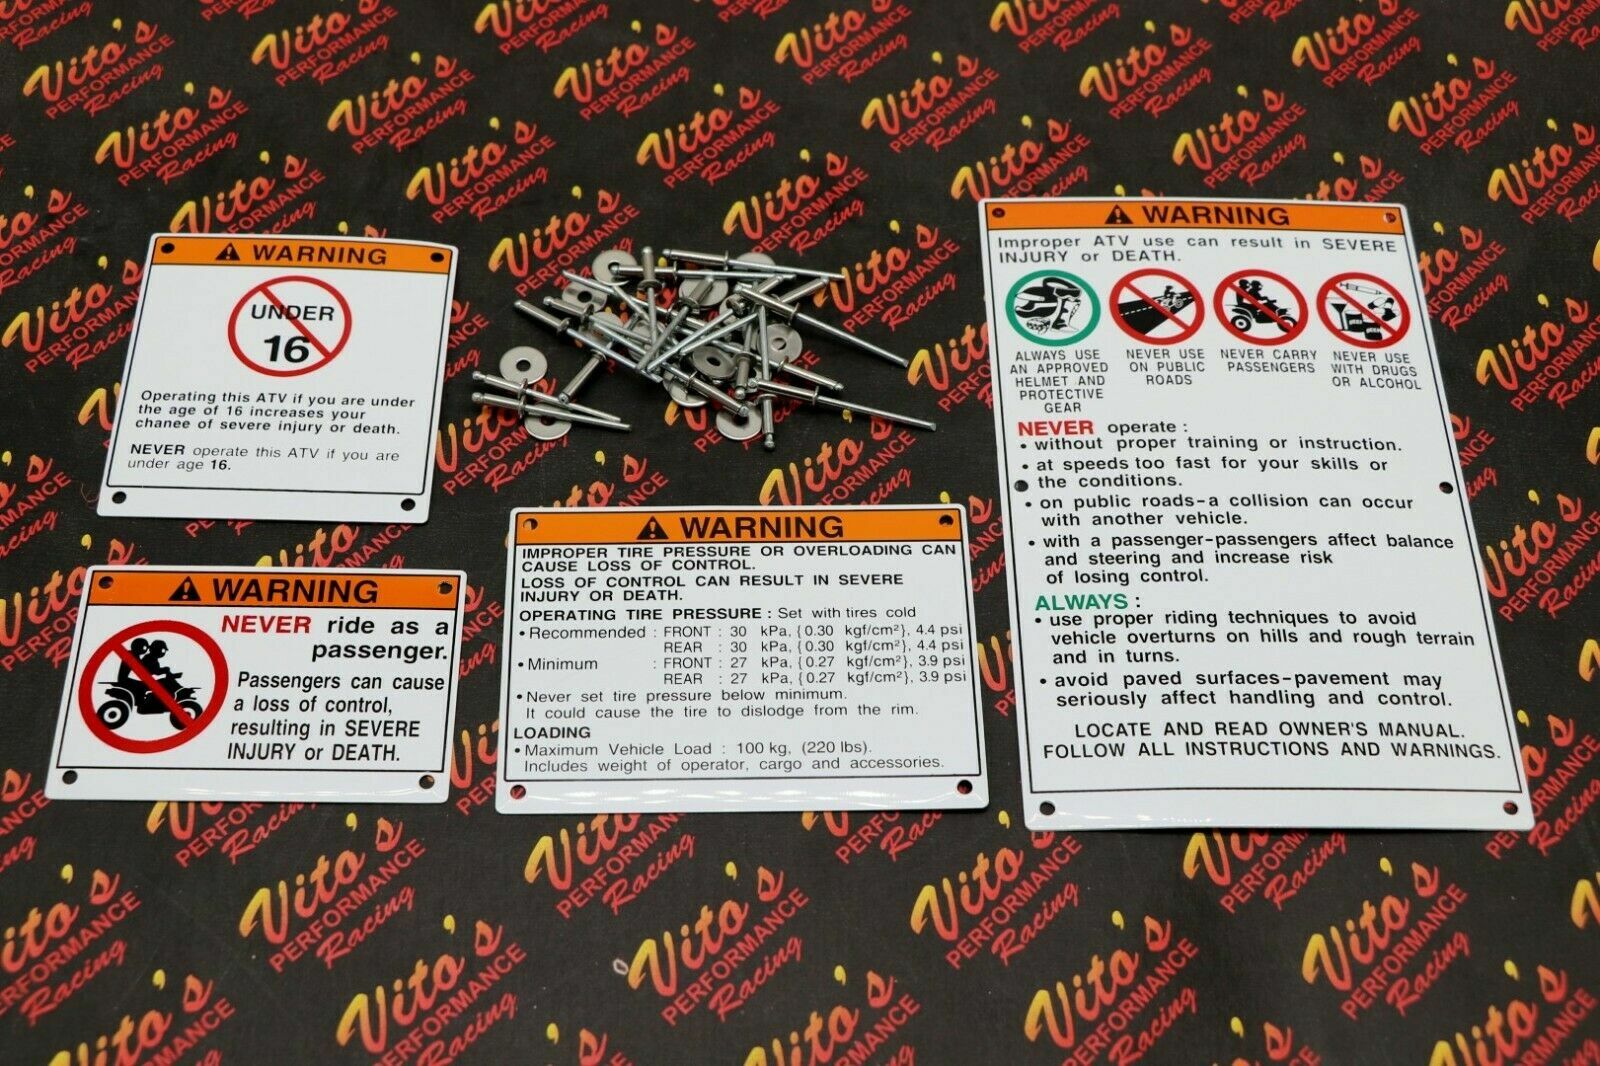 WARNING
UNDER
16
Operating this ATV if you are under
the age of 16 increases your
chanee of severe injury or death.
NEVER operate this ATV if you are
under age 16.
WARNING
NEVER ride as a
passenger.
Passengers can cause
a loss of control,
resulting in SEVERE
INJURY or DEATH.
WARNING
IMPROPER TIRE PRESSURE OR OVERLOADING CAN
CAUSE LOSS OF CONTROL.
LOSS OF CONTROL CAN RESULT IN SEVERE
INJURY OR DEATH.
OPERATING TIRE PRESSURE : Set with tires cold
• Recommended : FRONT : 30 kPa, {0.30 kgf/cm²}, 4.4 psi
REAR : 30 kPa, {0.30 kgf/cm²}, 4.4 psi
• Minimum : FRONT : 27 kPa, {0.27 kgf/cm²}, 3.9 psi
REAR : 27 kPa, {0.27 kgf/cm²}, 3.9 psi
• Never set tire pressure below minimum.
It could cause the tire to dislodge from the rim.
LOADING
• Maximum Vehicle Load : 100 kg, (220 lbs).
Includes weight of operator, cargo and accessories.
WARNING
Improper ATV use can result in SEVERE
INJURY or DEATH.
ALWAYS USE
AN APPROVED
HELMET AND
PROTECTIVE
GEAR
NEVER USE
ON PUBLIC
ROADS
NEVER CARRY
PASSENGERS
NEVER USE
WITH DRUGS
OR ALCOHOL
NEVER operate :
• without proper training or instruction.
• at speeds too fast for your skills or
the conditions.
• on public roads-a collision can occur
with another vehicle.
• with a passenger-passengers affect balance
and steering and increase risk
of losing control.
ALWAYS :
• use proper riding techniques to avoid
vehicle overturns on hills and rough terrain
and in turns.
• avoid paved surfaces-pavement may
seriously affect handling and control.
LOCATE AND READ OWNER'S MANUAL.
FOLLOW ALL INSTRUCTIONS AND WARNINGS.
Vito's
PERFORMANCE
Racing